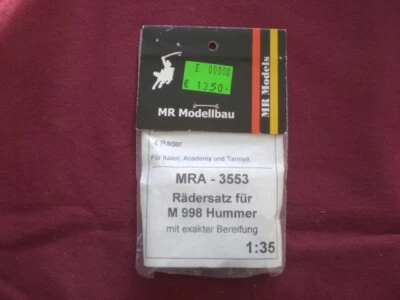 E 00000
€ 13.50.-
MR Modellbau
MR Models
4 Räder
Für Italeri, Academy und Tamiya.
MRA - 3553
Rädersatz für
M 998 Hummer
mit exakter Bereifung
1:35